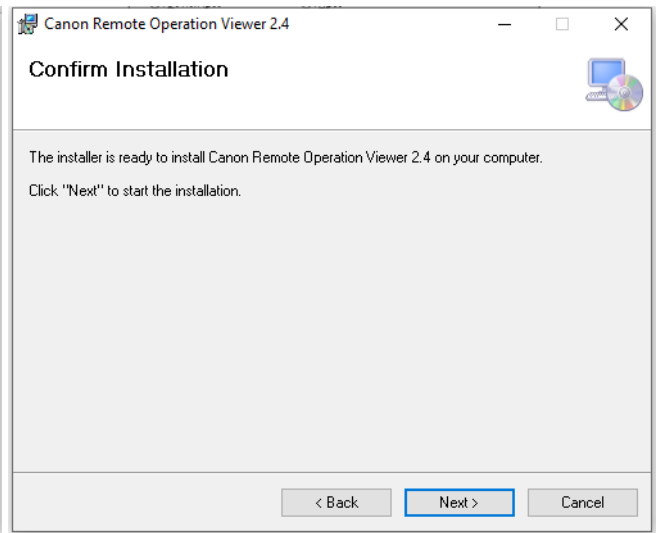 Canon Remote Operation Viewer 2.4
Confirm Installation
The installer is ready to install Canon Remote Operation Viewer 2.4 on your computer.
Click "Next" to start the installation.
< Back
Next >
Cancel